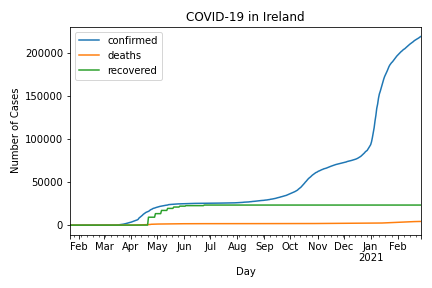 COVID-19 in Ireland
confirmed
deaths
recovered
Number of Cases
200000
150000
100000
50000
0
Feb Mar Apr May Jun Jul Aug Sep Oct Nov Dec Jan Feb
2021
Day